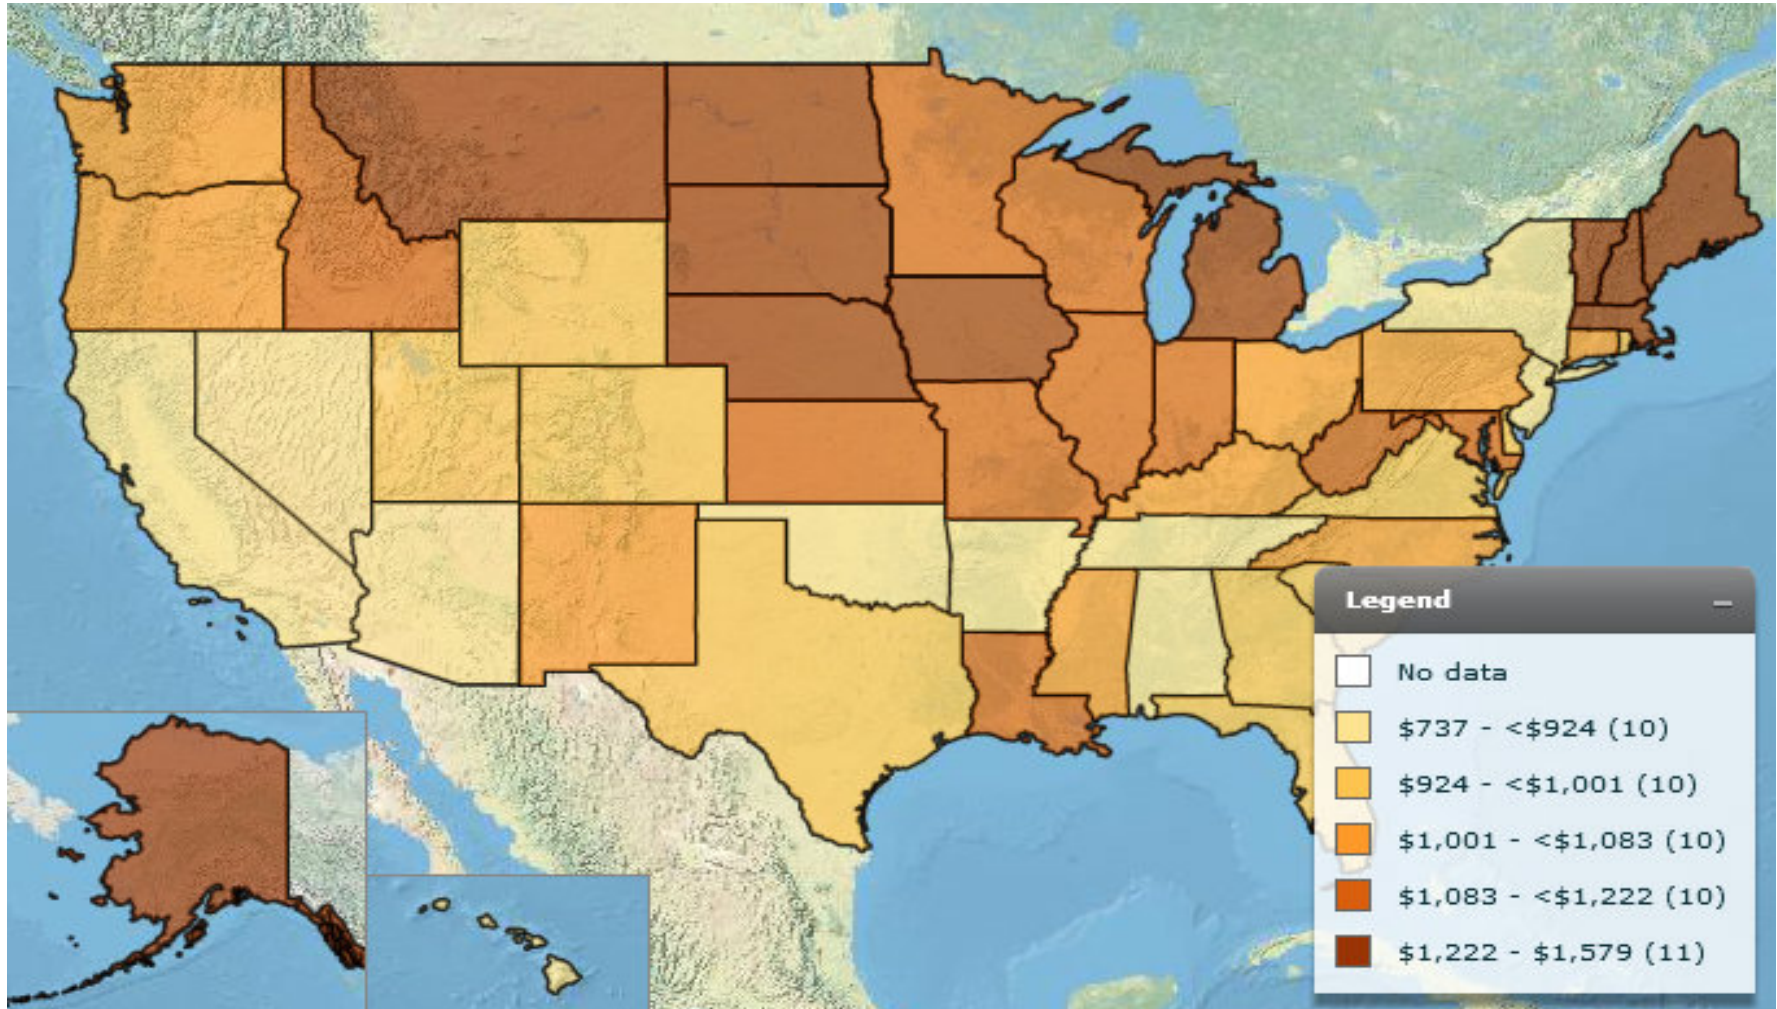 Legend
No data
$737 - <$924 (10)
$924 - <$1,001 (10)
$1,001 - <$1,083 (10)
$1,083 - <$1,222 (10)
$1,222 - $1,579 (11)